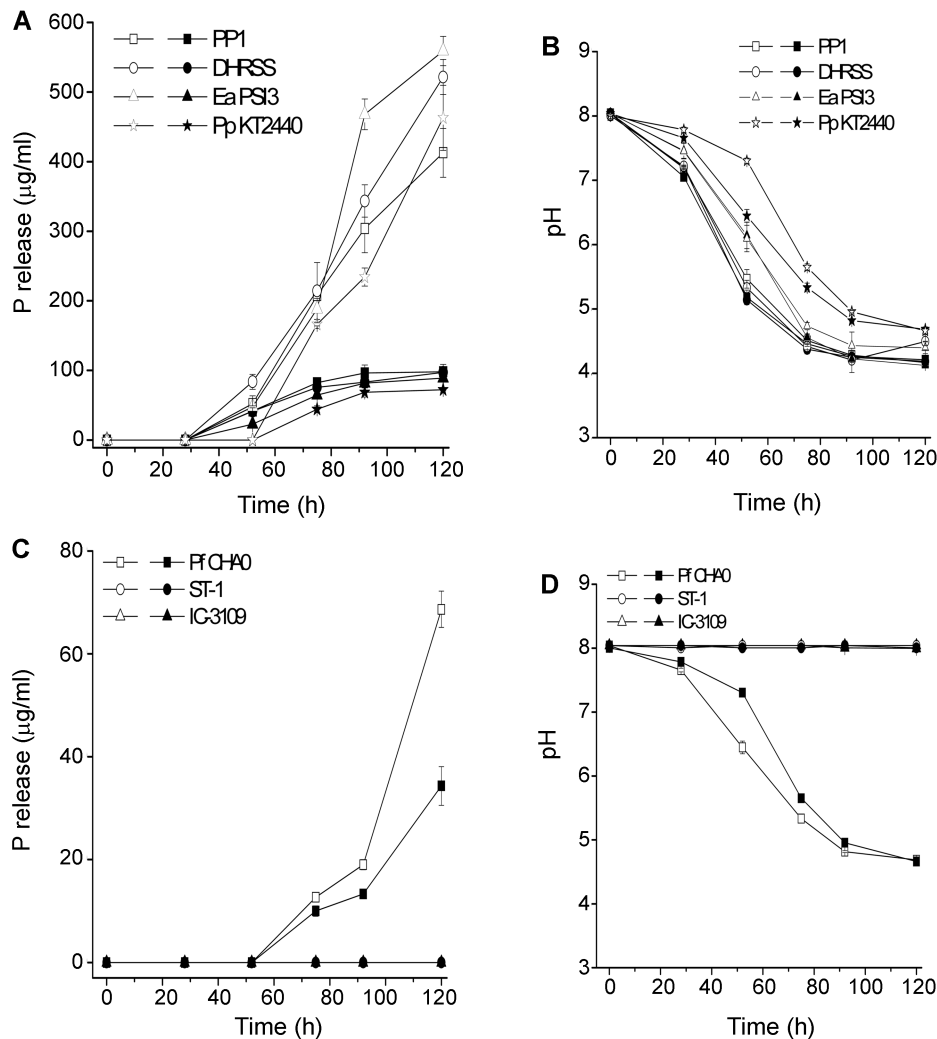 A
600
500
400
300
200
100
0
P release (μg/ml)
PP1
DHRSS
Ea PSI3
Pp KT2440
0 20 40 60 80 100 120
Time (h)
B
9
8
7
6
5
4
3
pH
PP1
DHRSS
Ea PSI3
Pp KT2440
0 20 40 60 80 100 120
Time (h)
C
80
60
40
20
0
P release (μg/ml)
Pf CHA0
ST-1
IC-3109
0 20 40 60 80 100 120
Time (h)
D
9
8
7
6
5
4
3
pH
Pf CHA0
ST-1
IC-3109
0 20 40 60 80 100 120
Time (h)